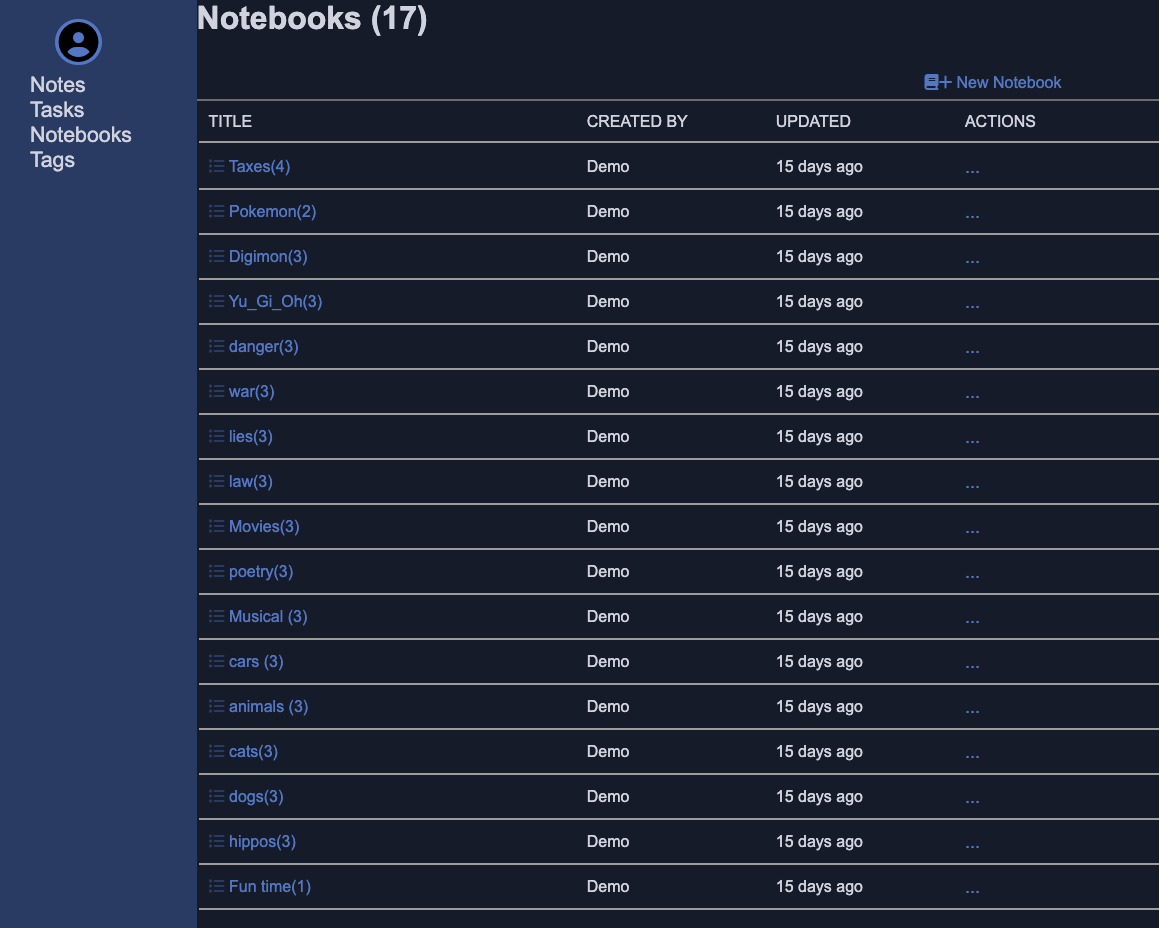 Notebooks (17)
Notes
Tasks
Notebooks
Tags
New Notebook
TITLE CREATED BY UPDATED ACTIONS
Taxes(4) Demo 15 days ago ...
Pokemon(2) Demo 15 days ago ...
Digimon(3) Demo 15 days ago ...
Yu_Gi_Oh(3) Demo 15 days ago ...
danger(3) Demo 15 days ago ...
war(3) Demo 15 days ago ...
lies(3) Demo 15 days ago ...
law(3) Demo 15 days ago ...
Movies(3) Demo 15 days ago ...
poetry(3) Demo 15 days ago ...
Musical (3) Demo 15 days ago ...
cars (3) Demo 15 days ago ...
animals (3) Demo 15 days ago ...
cats(3) Demo 15 days ago ...
dogs(3) Demo 15 days ago ...
hippos(3) Demo 15 days ago ...
Fun time(1) Demo 15 days ago ...